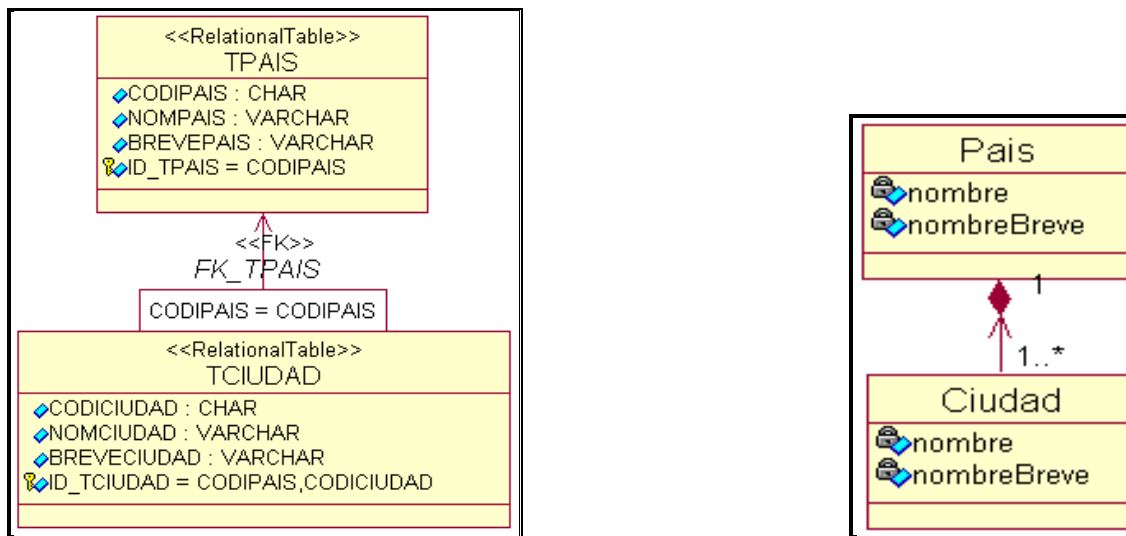 <<RelationalTable>>
TPAIS
CODIPAIS : CHAR
NOMPAIS : VARCHAR
BREVEPAIS : VARCHAR
ID_TPAIS = CODIPAIS
<<FK>>
FK_TPAIS
CODIPAIS = CODIPAIS
<<RelationalTable>>
TCIUDAD
CODICIUDAD : CHAR
NOMCIUDAD : VARCHAR
BREVECIUDAD : VARCHAR
ID_TCIUDAD = CODIPAIS,CODICIUDAD
Pais
nombre
nombreBreve
1
1..*
Ciudad
nombre
nombreBreve